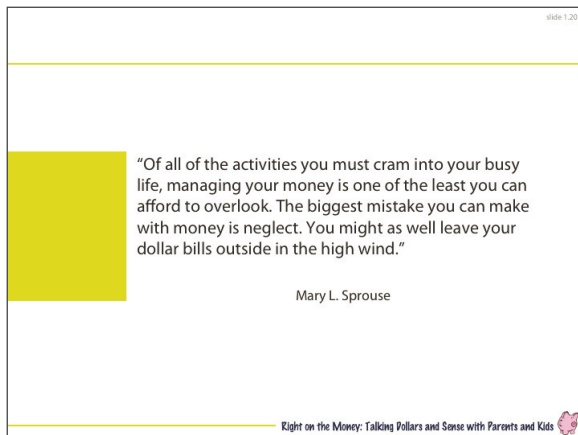 slide 1.20
“Of all of the activities you must cram into your busy
life, managing your money is one of the least you can
afford to overlook. The biggest mistake you can make
with money is neglect. You might as well leave your
dollar bills outside in the high wind.”
Mary L. Sprouse
Right on the Money: Talking Dollars and Sense with Parents and Kids